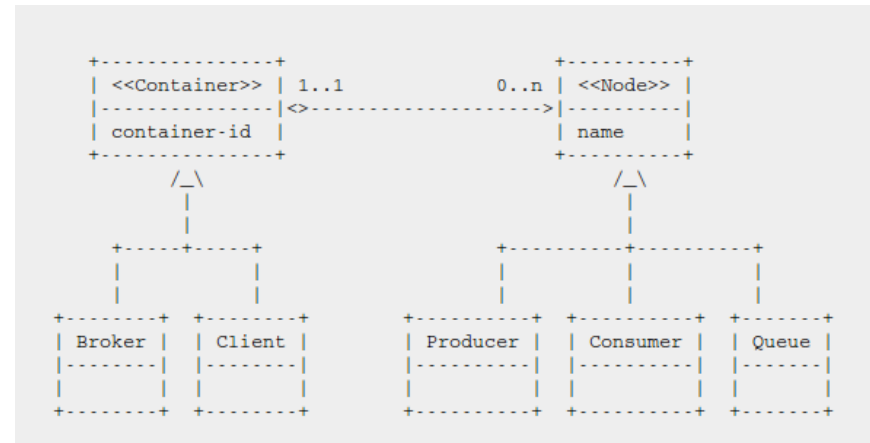 <<Container>> 1..1 0..n <<Node>>
container-id name
Broker Client Producer Consumer Queue